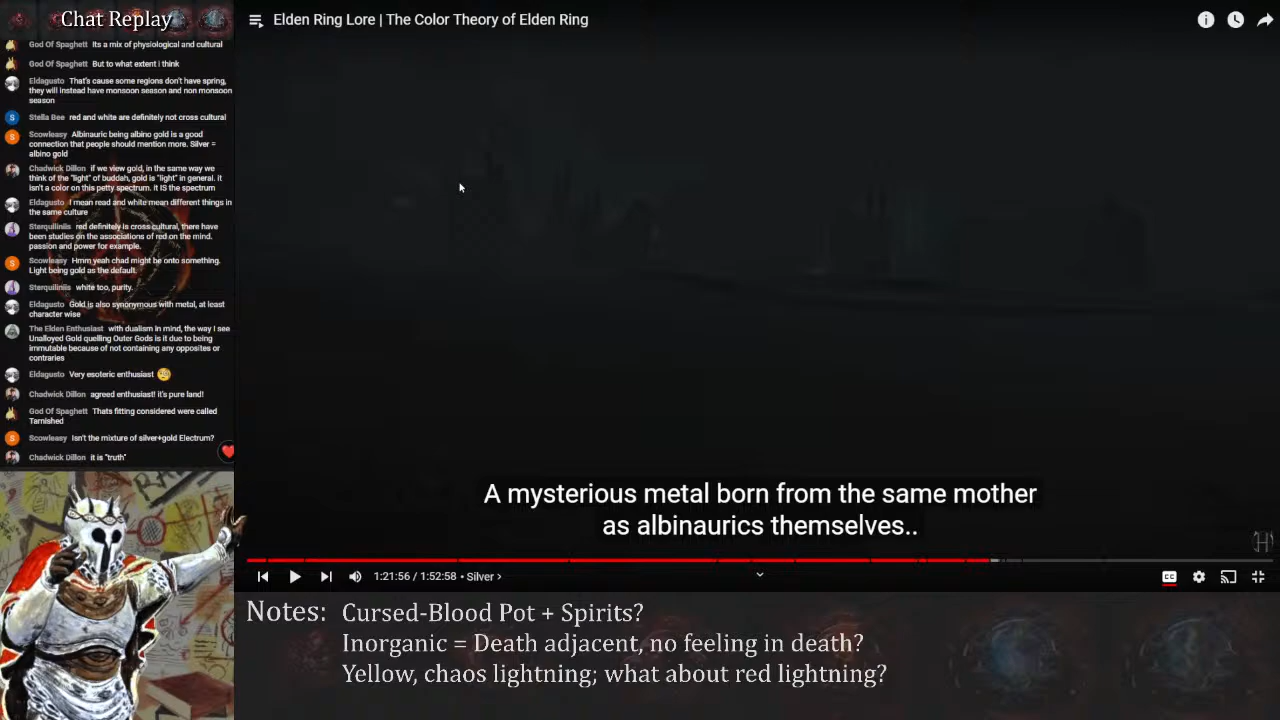 Chat Replay
God Of Spaghett Its a mix of physiological and cultural
God Of Spaghett But to what extent i think
Eldagusto That's cause some regions don't have spring,
they will instead have monsoon season and non monsoon
season
Stella Bee red and white are definitely not cross cultural
Scowleasy Albinauric being albino gold is a good
connection that people should mention more. Silver =
albino gold
Chadwick Dillon if we view gold, in the same way we
think of the "light" of buddah, gold is "light" in general. it
isn't a color on this petty spectrum. it IS the spectrum
Eldagusto I mean read and white mean different things in
the same culture
Sterquiliniis red definitely is cross cultural, there have
been studies on the associations of red on the mind.
passion and power for example.
Scowleasy Hmm yeah chad might be onto something.
Light being gold as the default.
Sterquiliniis white too, purity.
Eldagusto Gold is also synonymous with metal, at least
character wise
The Elden Enthusiast with dualism in mind, the way I see
Unalloyed Gold quelling Outer Gods is it due to being
immutable because of not containing any opposites or
contraries
Eldagusto Very esoteric enthusiast
Chadwick Dillon agreed enthusiast! it's pure land!
God Of Spaghett Thats fitting considered were called
Tarnished
Scowleasy Isn't the mixture of silver+gold Electrum?
Chadwick Dillon it is "truth"
Elden Ring Lore | The Color Theory of Elden Ring
A mysterious metal born from the same mother
as albinaurics themselves..
1:21:56 / 1:52:58 • Silver >
CC
Notes: Cursed-Blood Pot + Spirits?
Inorganic = Death adjacent, no feeling in death?
Yellow, chaos lightning; what about red lightning?